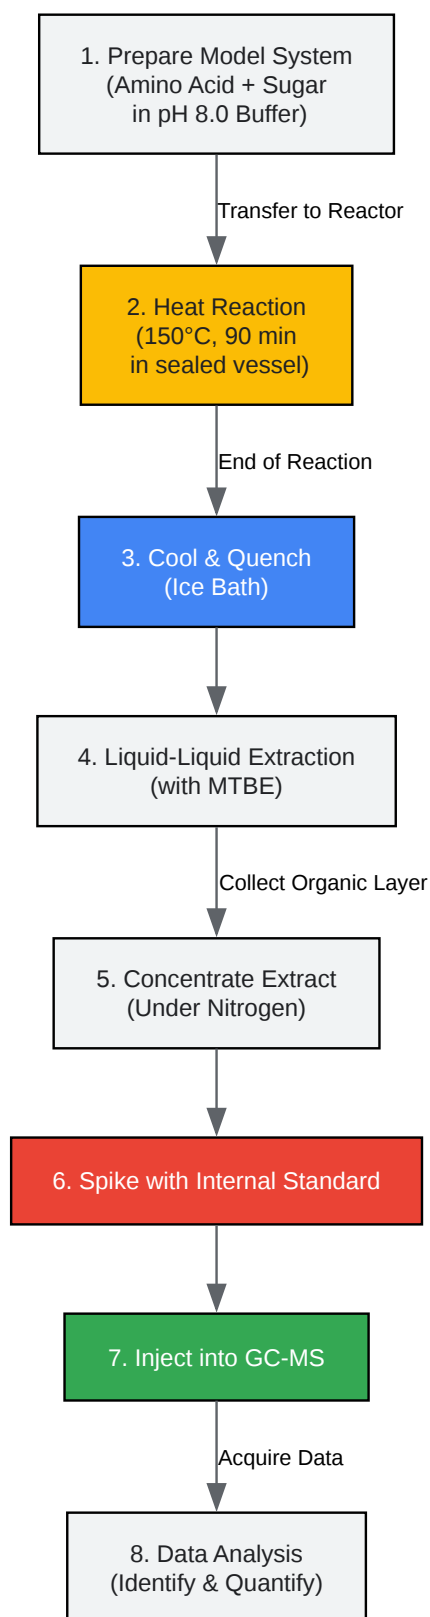 1. Prepare Model System
(Amino Acid + Sugar
in pH 8.0 Buffer)
Transfer to Reactor
2. Heat Reaction
(150°C, 90 min
in sealed vessel)
End of Reaction
3. Cool & Quench
(Ice Bath)
4. Liquid-Liquid Extraction
(with MTBE)
Collect Organic Layer
5. Concentrate Extract
(Under Nitrogen)
6. Spike with Internal Standard
7. Inject into GC-MS
Acquire Data
8. Data Analysis
(Identify & Quantify)